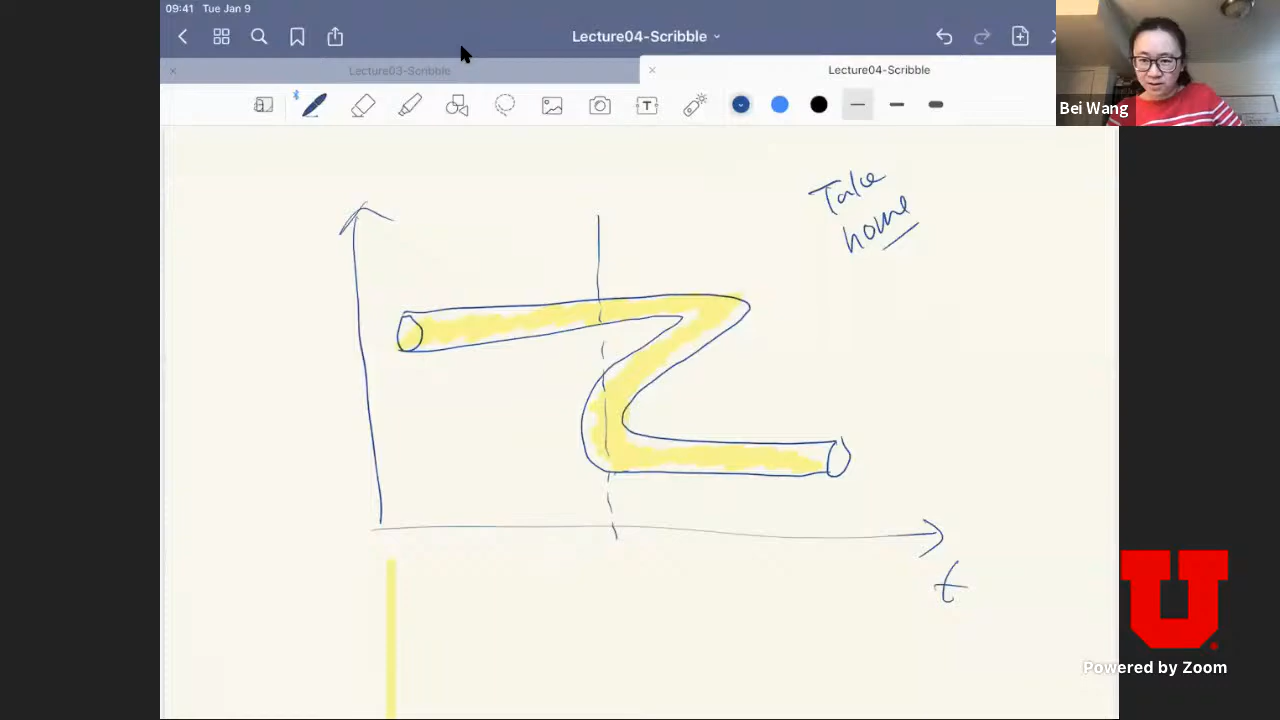 09:41 Tue Jan 9
Lecture04-Scribble
Lecture03-Scribble
Lecture04-Scribble
T
Bei Wang
Take
home
t
U
Powered by Zoom